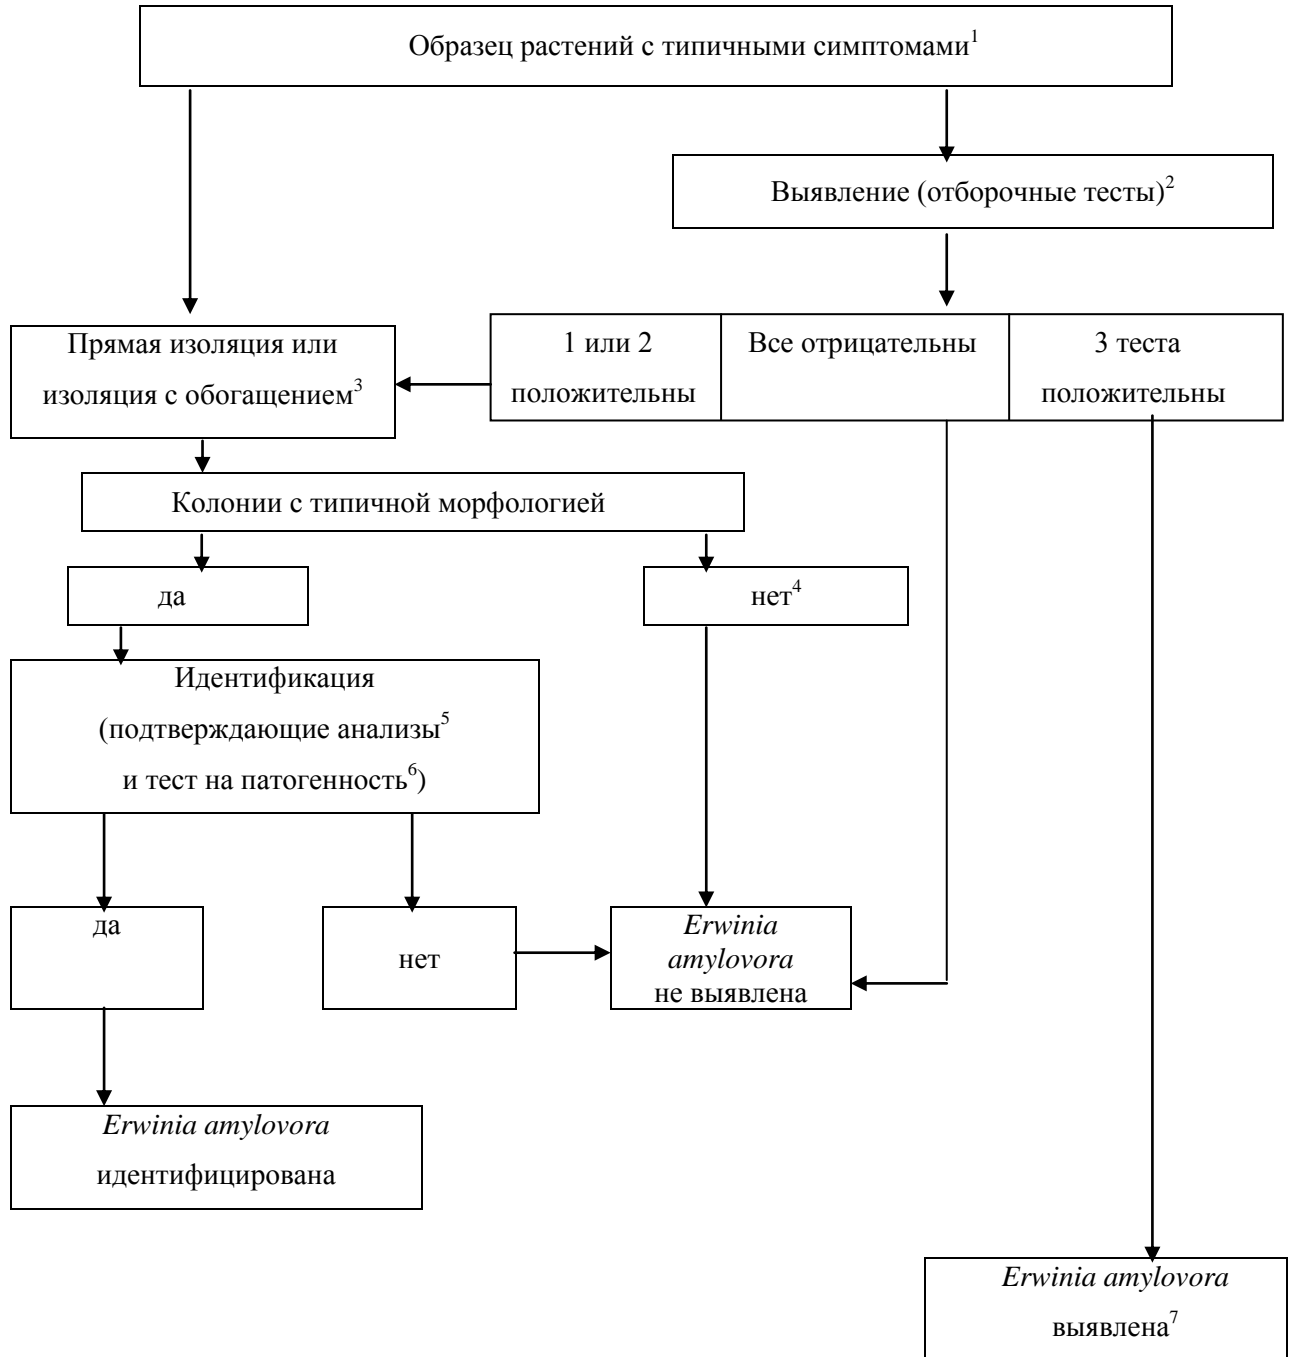 Образец растений с типичными симптомами¹
Выявление (отборочные тесты)²
Прямая изоляция или
изоляция с обогащением³
1 или 2
положительны
Все отрицательны
3 теста
положительны
Колонии с типичной морфологией
да
нет⁴
Идентификация
(подтверждающие анализы⁵
и тест на патогенность⁶)
да
нет
Erwinia
amylovora
не выявлена
Erwinia amylovora
идентифицирована
Erwinia amylovora
выявлена⁷